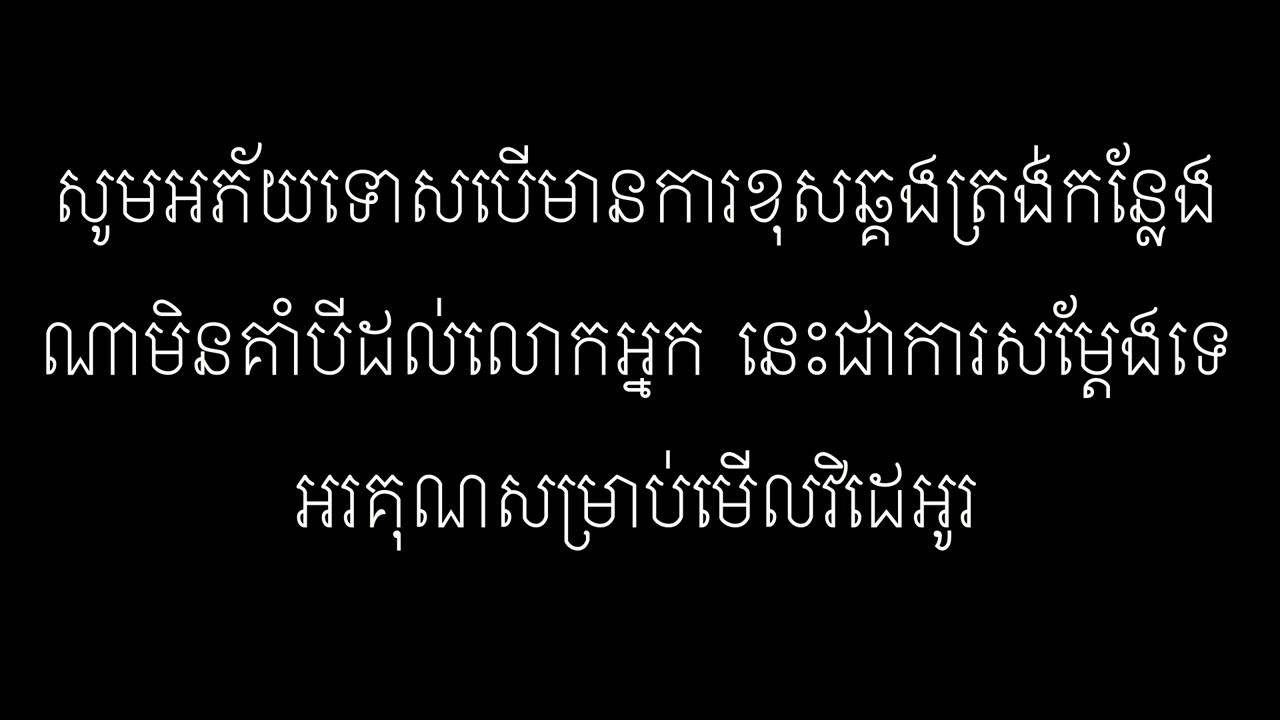 សូមអភ័យទោសបើមានការខុសឆ្គងត្រង់កន្លែង
ណាមិនគាំបីដល់លោកអ្នក នេះជាការសម្ដែងទេ
អរគុណសម្រាប់មើលវីដេអូរ